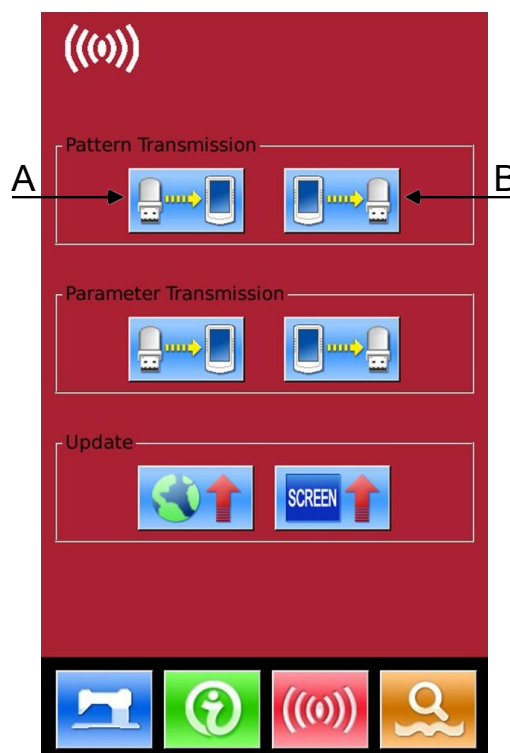 Pattern Transmission
A
B
Parameter Transmission
Update
SCREEN